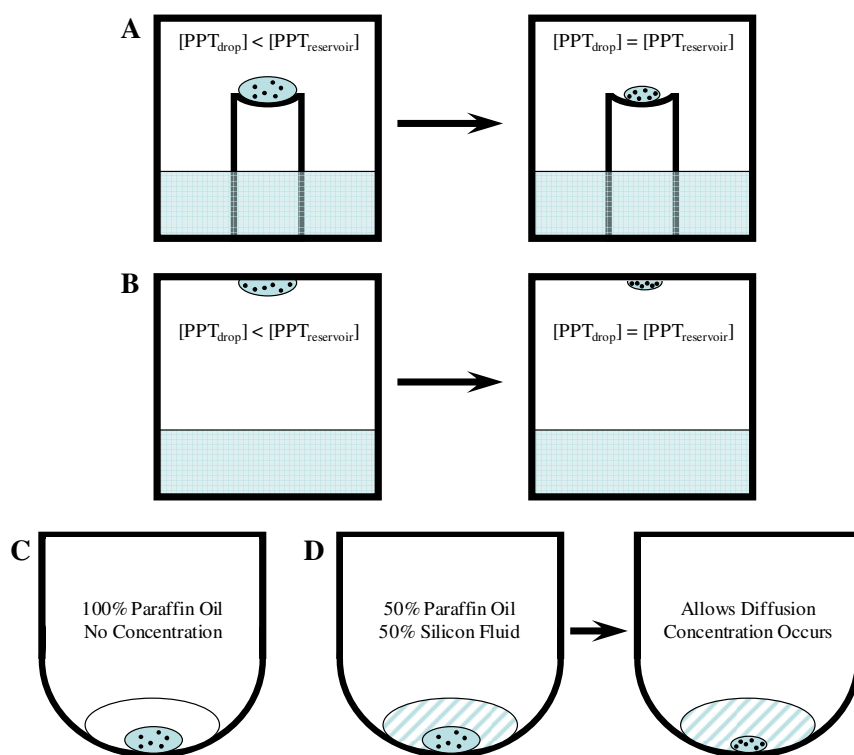 A
[PPTdrop] < [PPTreservoir]
[PPTdrop] = [PPTreservoir]
B
[PPTdrop] < [PPTreservoir]
[PPTdrop] = [PPTreservoir]
C
100% Paraffin Oil
No Concentration
D
50% Paraffin Oil
50% Silicon Fluid
Allows Diffusion
Concentration Occurs